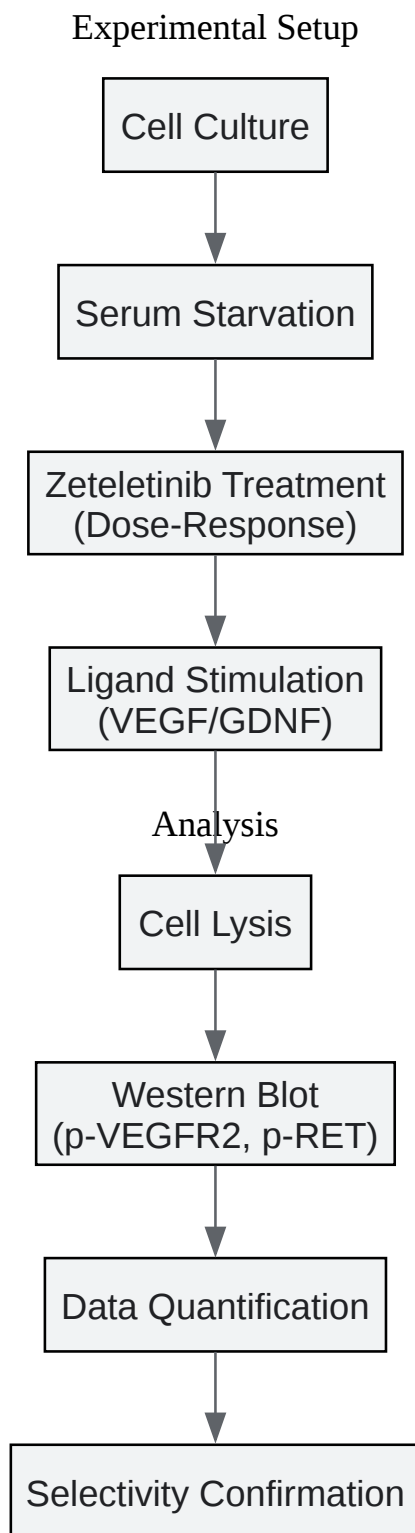 Experimental Setup
Cell Culture
Serum Starvation
Zeteletinib Treatment
(Dose-Response)
Ligand Stimulation
(VEGF/GDNF)
Analysis
Cell Lysis
Western Blot
(p-VEGFR2, p-RET)
Data Quantification
Selectivity Confirmation